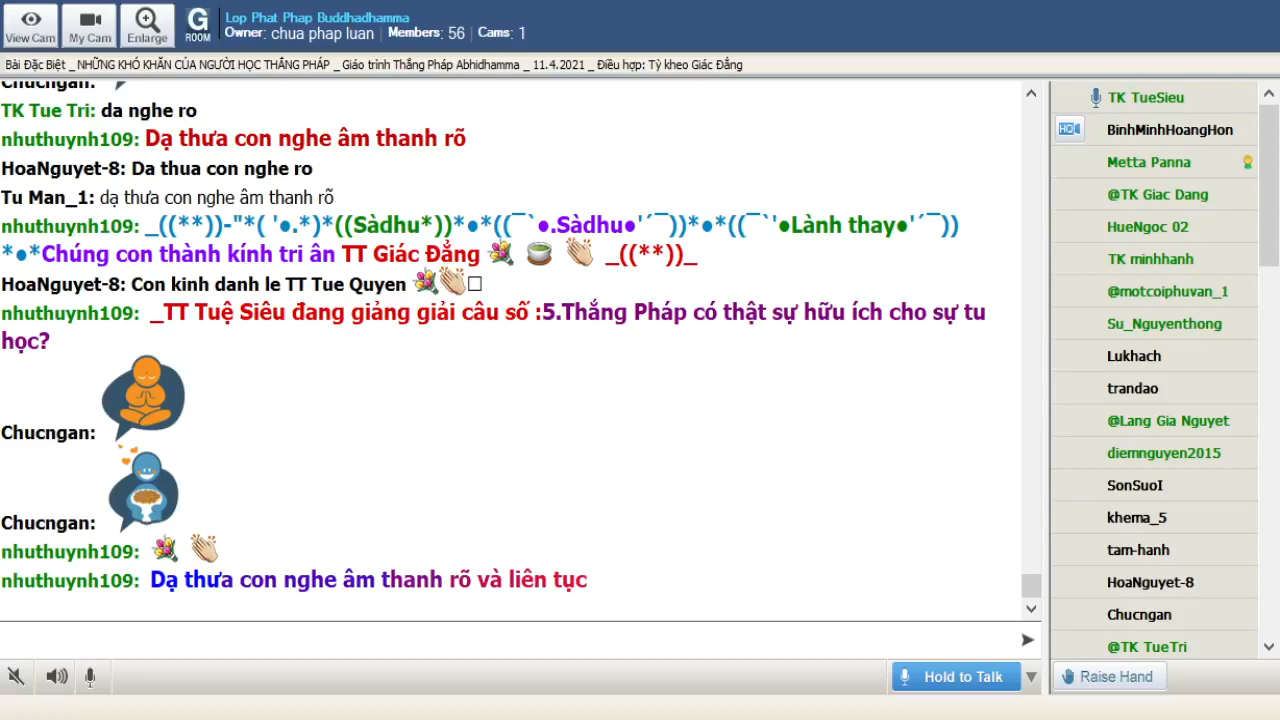 View Cam
My Cam
Enlarge
G
ROOM
Lop Phat Phap Buddhadhamma
Owner: chua phap luan | Members: 56 | Cams: 1
Bài Đặc Biệt _ NHỮNG KHÓ KHĂN CỦA NGƯỜI HỌC THẮNG PHÁP _ Giáo trình Thắng Pháp Abhidhamma _ 11.4.2021 _ Điều hợp: Tỳ kheo Giác Đẳng
Chucngan:
TK Tue Tri: da nghe ro
nhuthuynh109: Dạ thưa con nghe âm thanh rõ
HoaNguyet-8: Da thua con nghe ro
Tu Man_1: dạ thưa con nghe âm thanh rõ
nhuthuynh109: _((**))-"*( '●.*)*((Sàdhu*))*●*((¯`●.Sàdhu●'´¯))*●*((¯`'●Lành thay●'´¯))
*●*Chúng con thành kính tri ân TT Giác Đẳng 💐 🍵 👏 _((**))_
HoaNguyet-8: Con kinh danh le TT Tue Quyen 💐👏□
nhuthuynh109: _TT Tuệ Siêu đang giảng giải câu số :5.Thắng Pháp có thật sự hữu ích cho sự tu
học?
Chucngan:
Chucngan:
nhuthuynh109: 💐 👏
nhuthuynh109: Dạ thưa con nghe âm thanh rõ và liên tục
Hold to Talk
TK TueSieu
HD
BinhMinhHoangHon
Metta Panna
@TK Giac Dang
HueNgoc 02
TK minhhanh
@motcoiphuvan_1
Su_Nguyenthong
Lukhach
trandao
@Lang Gia Nguyet
diemnguyen2015
SonSuoI
khema_5
tam-hanh
HoaNguyet-8
Chucngan
@TK TueTri
Raise Hand